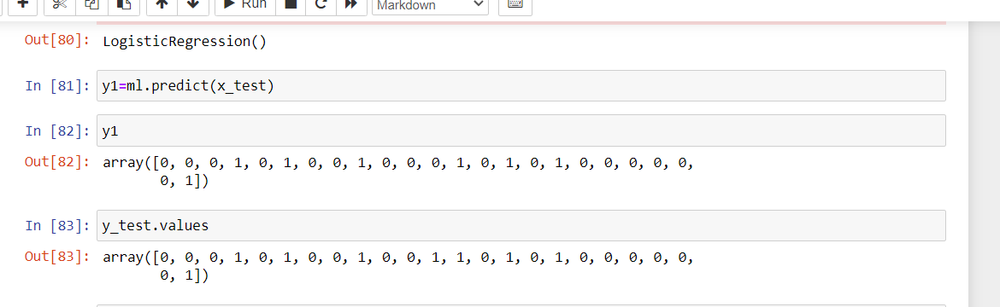 Run
Markdown
Out[80]: LogisticRegression()
In [81]: y1=ml.predict(x_test)
In [82]: y1
Out[82]: array([0, 0, 0, 1, 0, 1, 0, 0, 1, 0, 0, 0, 1, 0, 1, 0, 1, 0, 0, 0, 0, 0,
0, 1])
In [83]: y_test.values
Out[83]: array([0, 0, 0, 1, 0, 1, 0, 0, 1, 0, 0, 1, 1, 0, 1, 0, 1, 0, 0, 0, 0, 0,
0, 1])